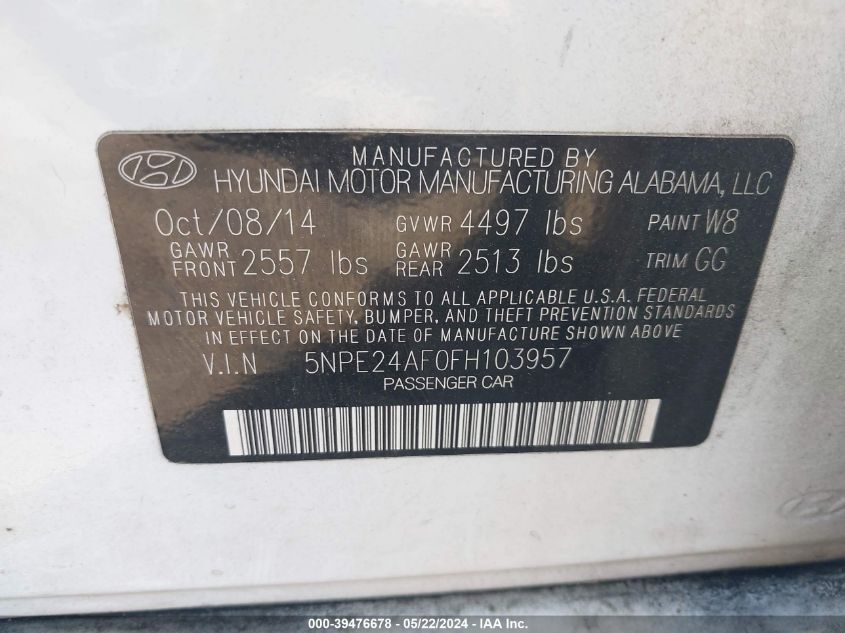 MANUFACTURED BY
HYUNDAI MOTOR MANUFACTURING ALABAMA, LLC
Oct/08/14 GVWR 4497 lbs PAINT W8
GAWR FRONT 2557 lbs GAWR REAR 2513 lbs TRIM GG
THIS VEHICLE CONFORMS TO ALL APPLICABLE U.S.A. FEDERAL
MOTOR VEHICLE SAFETY, BUMPER, AND THEFT PREVENTION STANDARDS
IN EFFECT ON THE DATE OF MANUFACTURE SHOWN ABOVE
V.I.N 5NPE24AF0FH103957
PASSENGER CAR
000-39476678 - 05/22/2024 - IAA Inc.